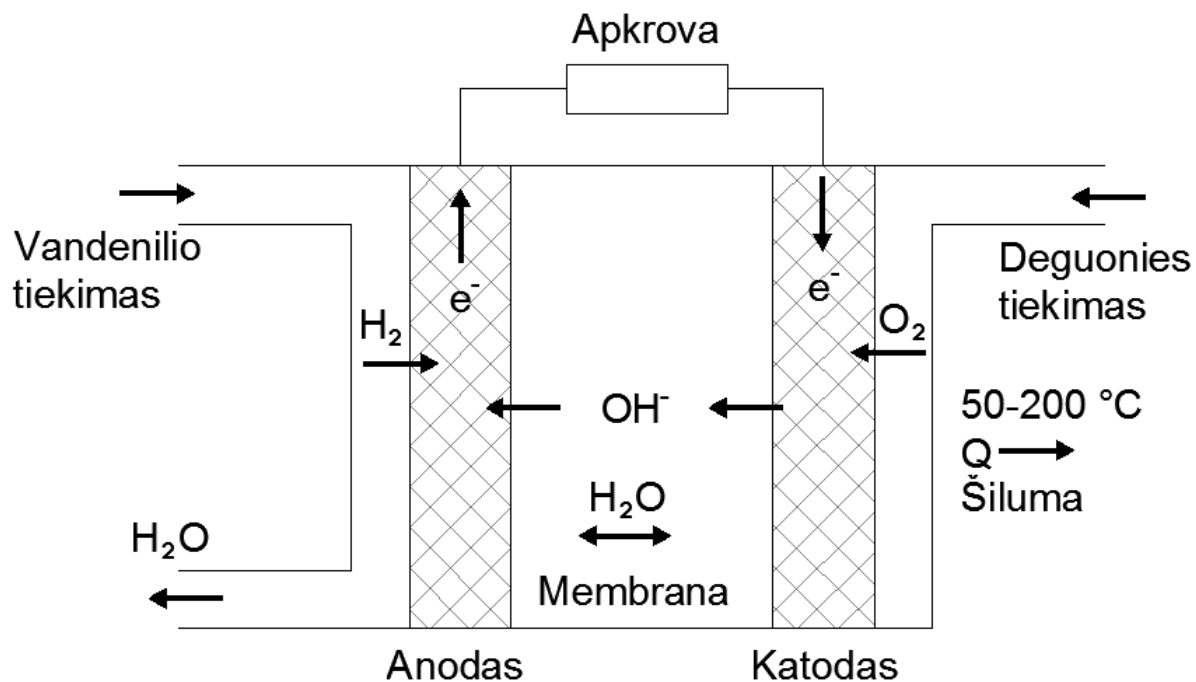 Apkrova
Vandenilio
tiekimas
Deguonies
tiekimas
e⁻
e⁻
H₂
O₂
OH⁻
50-200 °C
Q
Šiluma
H₂O
H₂O
Membrana
Anodas
Katodas